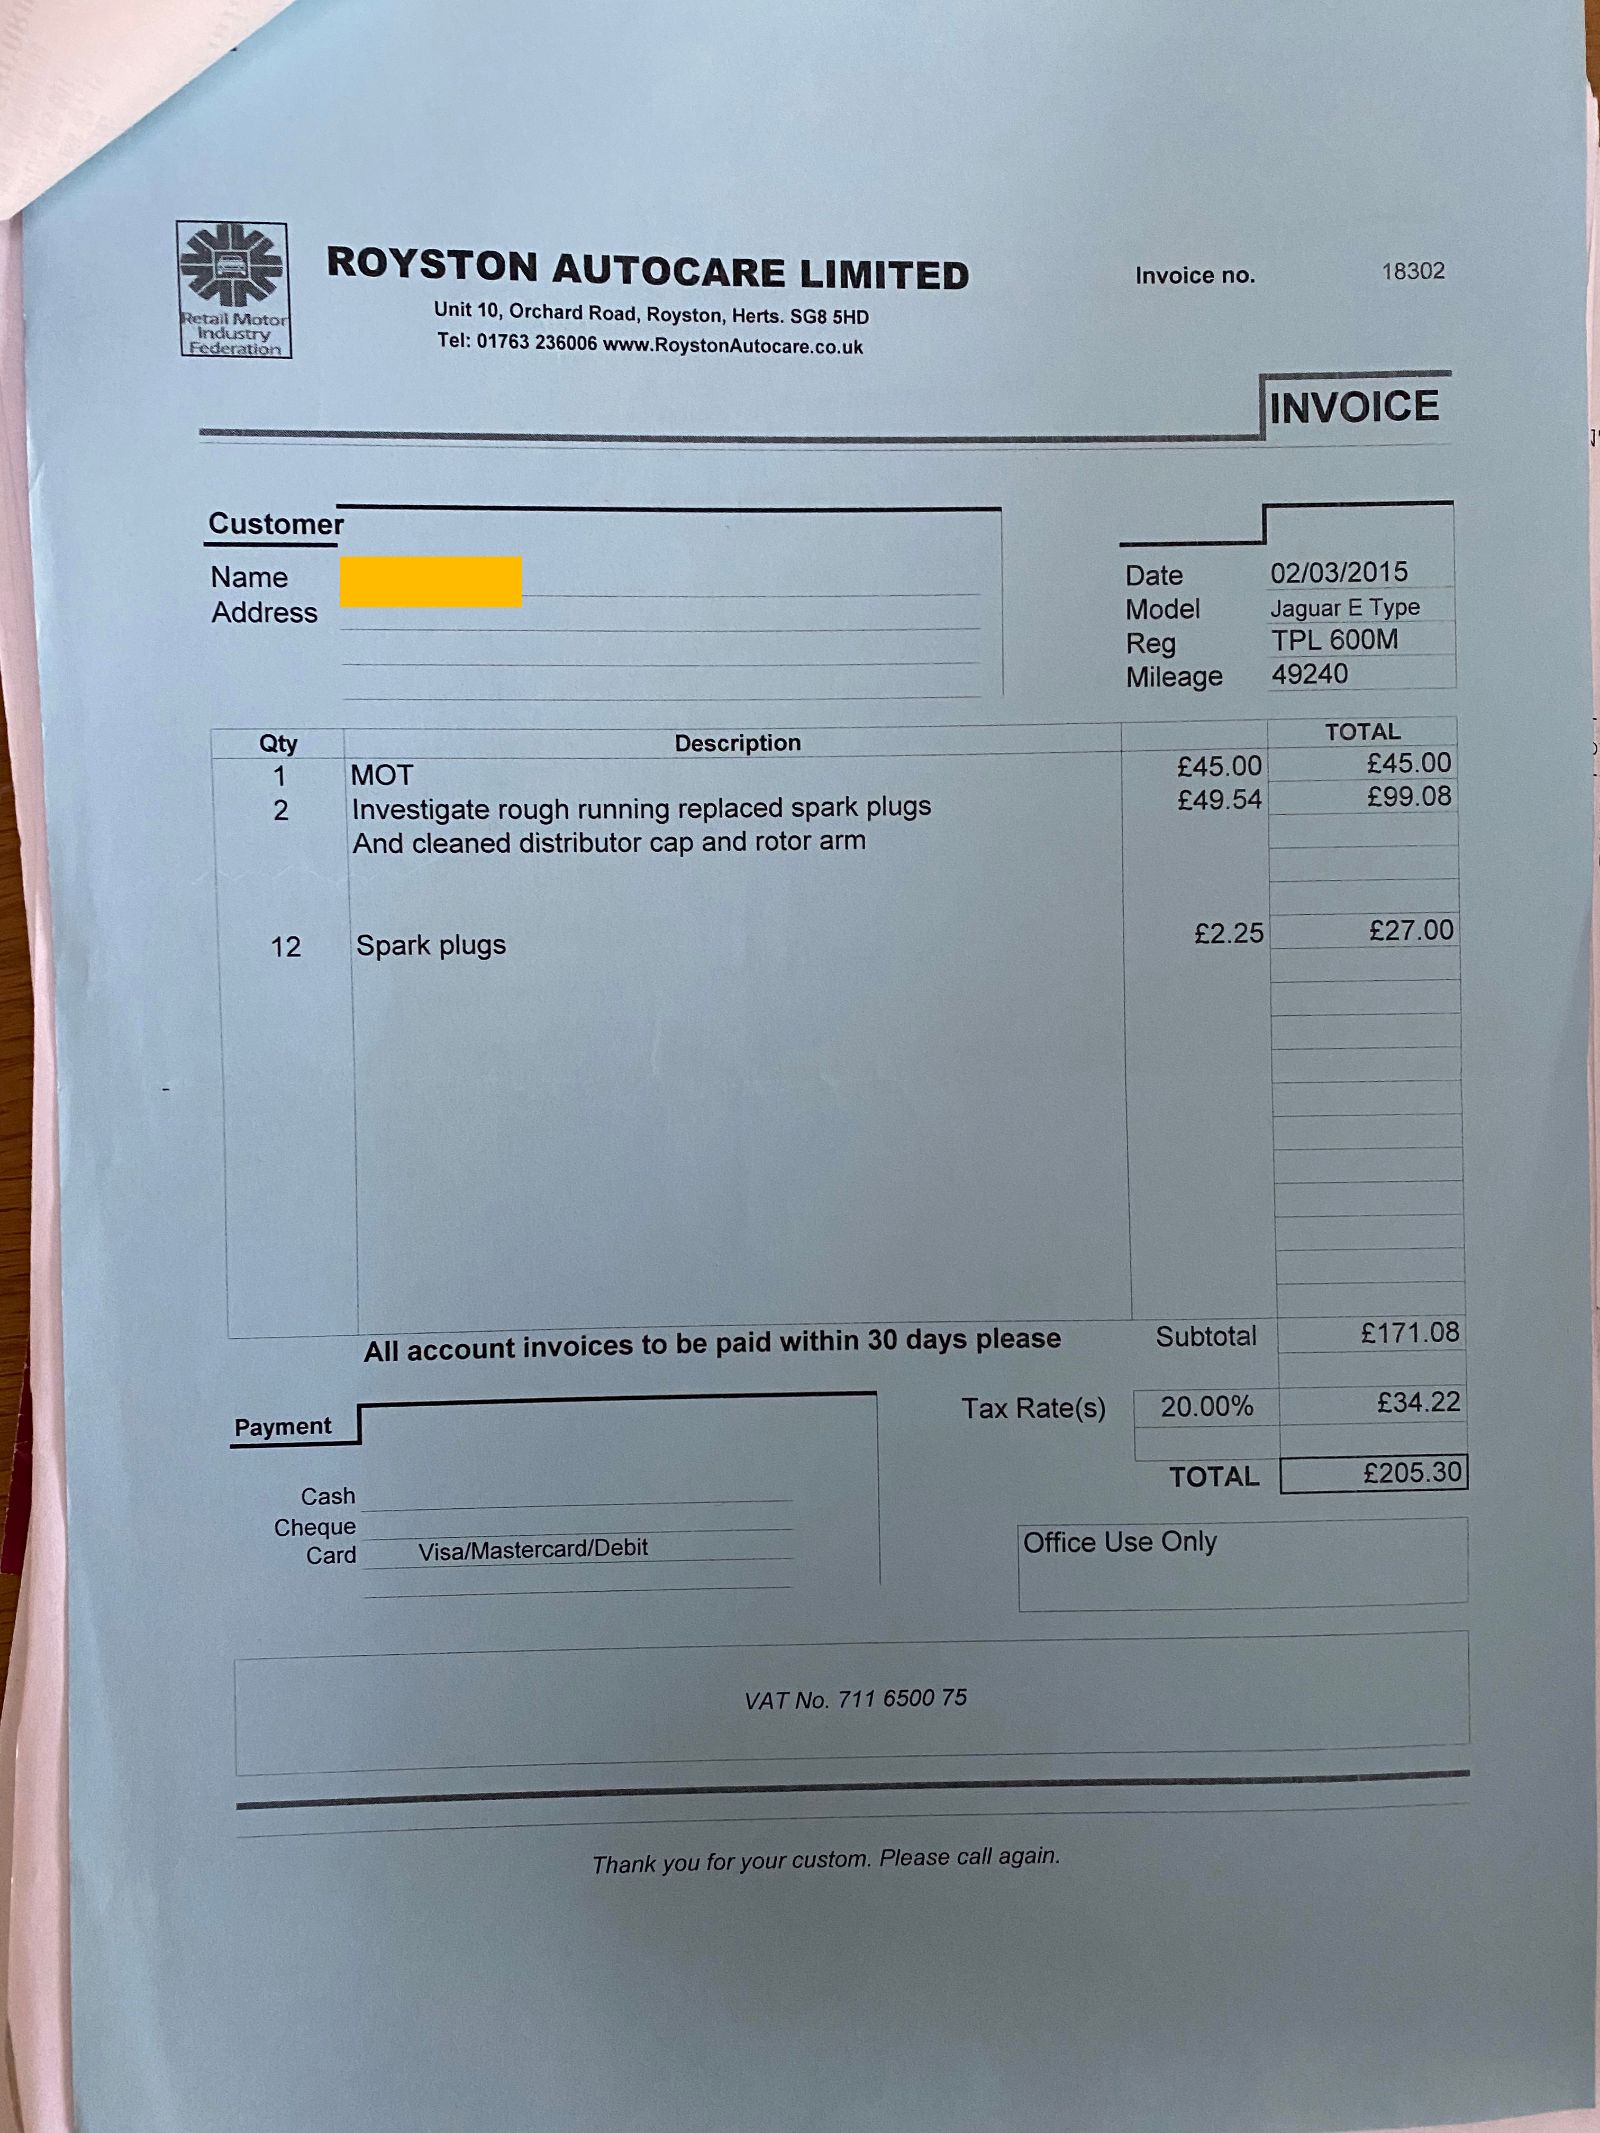 Retail Motor
Industry
Federation
ROYSTON AUTOCARE LIMITED
Unit 10, Orchard Road, Royston, Herts. SG8 5HD
Tel: 01763 236006 www.RoystonAutocare.co.uk
Invoice no. 18302
INVOICE
Customer
Name
Address
Date 02/03/2015
Model Jaguar E Type
Reg TPL 600M
Mileage 49240
Qty Description TOTAL
1 MOT £45.00 £45.00
2 Investigate rough running replaced spark plugs £49.54 £99.08
And cleaned distributor cap and rotor arm
12 Spark plugs £2.25 £27.00
All account invoices to be paid within 30 days please Subtotal £171.08
Tax Rate(s) 20.00% £34.22
TOTAL £205.30
Payment
Cash
Cheque
Card Visa/Mastercard/Debit
Office Use Only
VAT No. 711 6500 75
Thank you for your custom. Please call again.